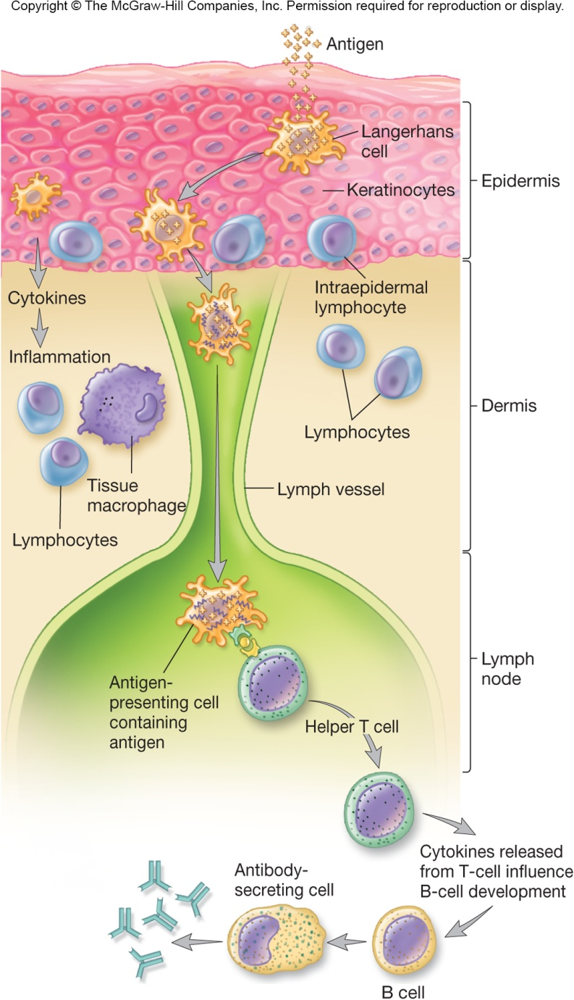 Copyright © The McGraw-Hill Companies, Inc. Permission required for reproduction or display.
Antigen
Langerhans
cell
Keratinocytes
Epidermis
Intraepidermal
lymphocyte
Cytokines
Inflammation
Dermis
Lymphocytes
Tissue
macrophage
Lymph vessel
Lymphocytes
Lymph
node
Antigen-
presenting cell
containing
antigen
Helper T cell
Cytokines released
from T-cell influence
B-cell development
Antibody-
secreting cell
B cell